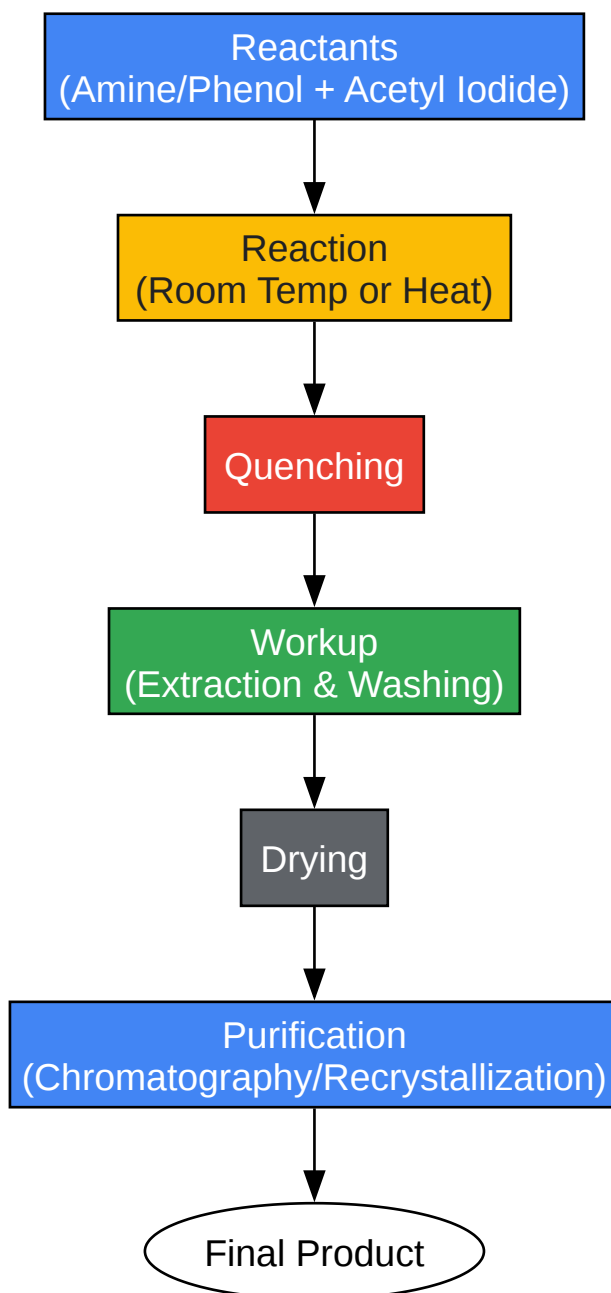 Reactants
(Amine/Phenol + Acetyl Iodide)
Reaction
(Room Temp or Heat)
Quenching
Workup
(Extraction & Washing)
Drying
Purification
(Chromatography/Recrystallization)
Final Product